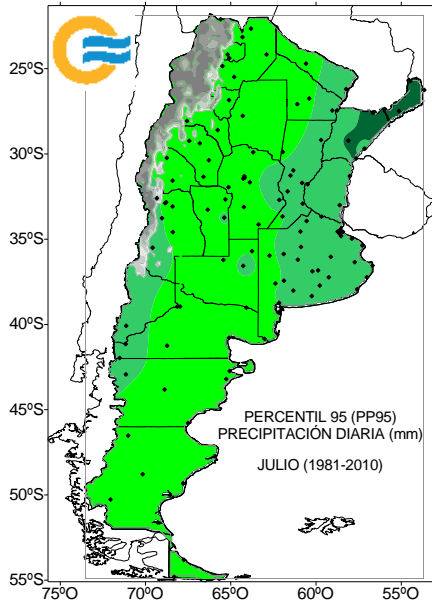 25ºS
30ºS
35ºS
40ºS
45ºS
50ºS
55ºS
PERCENTIL 95 (PP95)
PRECIPITACIÓN DIARIA (mm)
JULIO (1981-2010)
75ºO
70ºO
65ºO
60ºO
55ºO